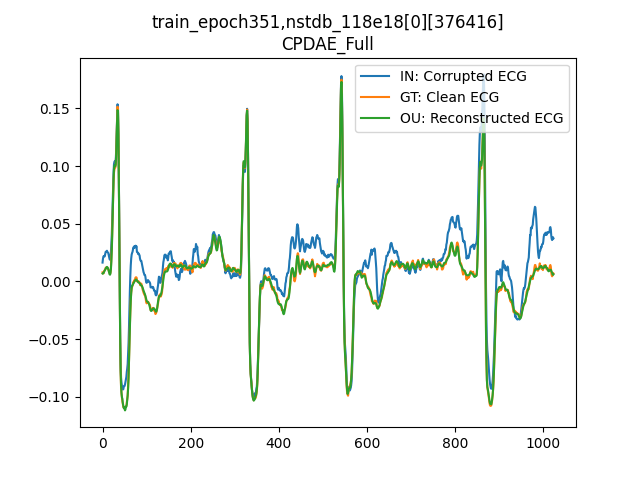 train_epoch351,nstdb_118e18[0][376416]
CPDAE_Full
IN: Corrupted ECG
GT: Clean ECG
OU: Reconstructed ECG
0.15
0.10
0.05
0.00
−0.05
−0.10
0
200
400
600
800
1000